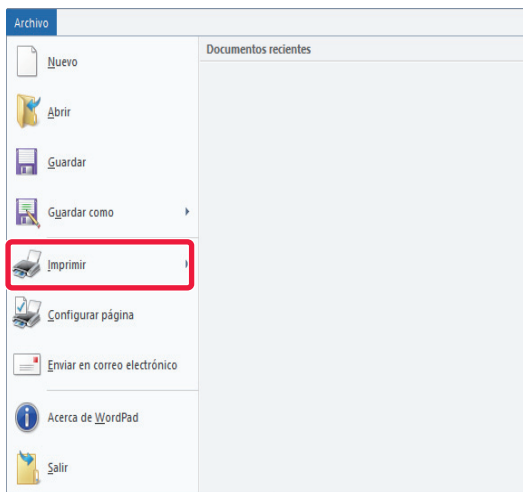 Archivo
Documentos recientes
Nuevo
Abrir
Guardar
Guardar como
Imprimir
Configurar página
Enviar en correo electrónico
Acerca de WordPad
Salir